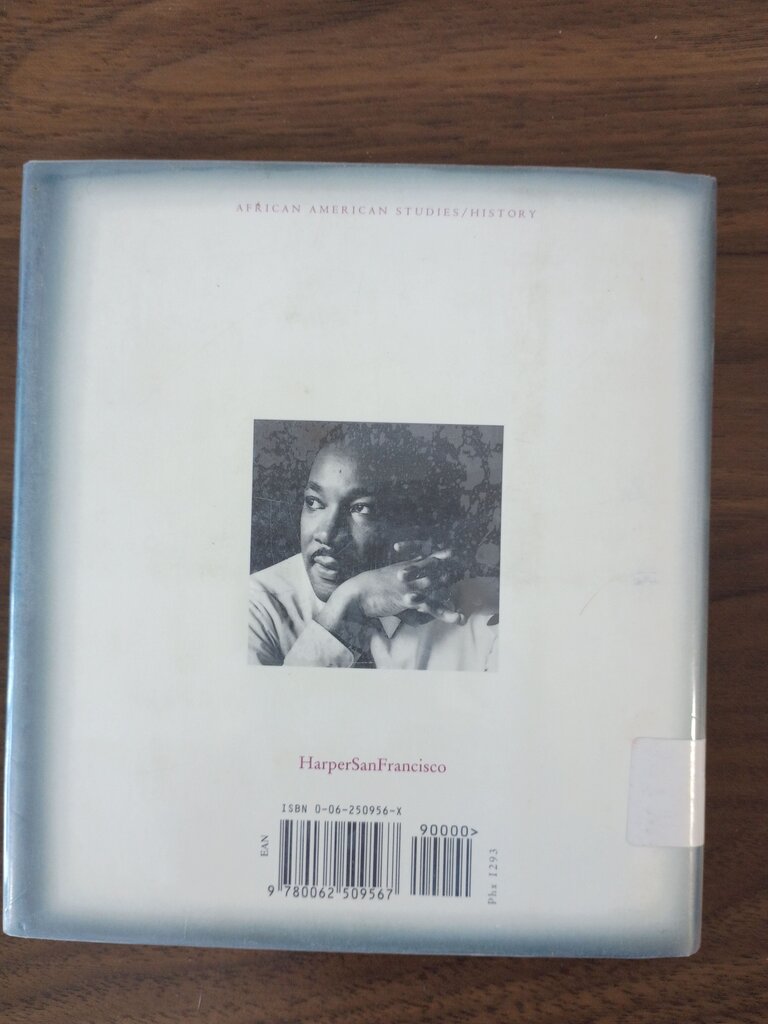 AFRICAN AMERICAN STUDIES/HISTORY
HarperSanFrancisco
ISBN 0-06-250956-X
EAN
90000>
9 780062 509567
Phx 1293